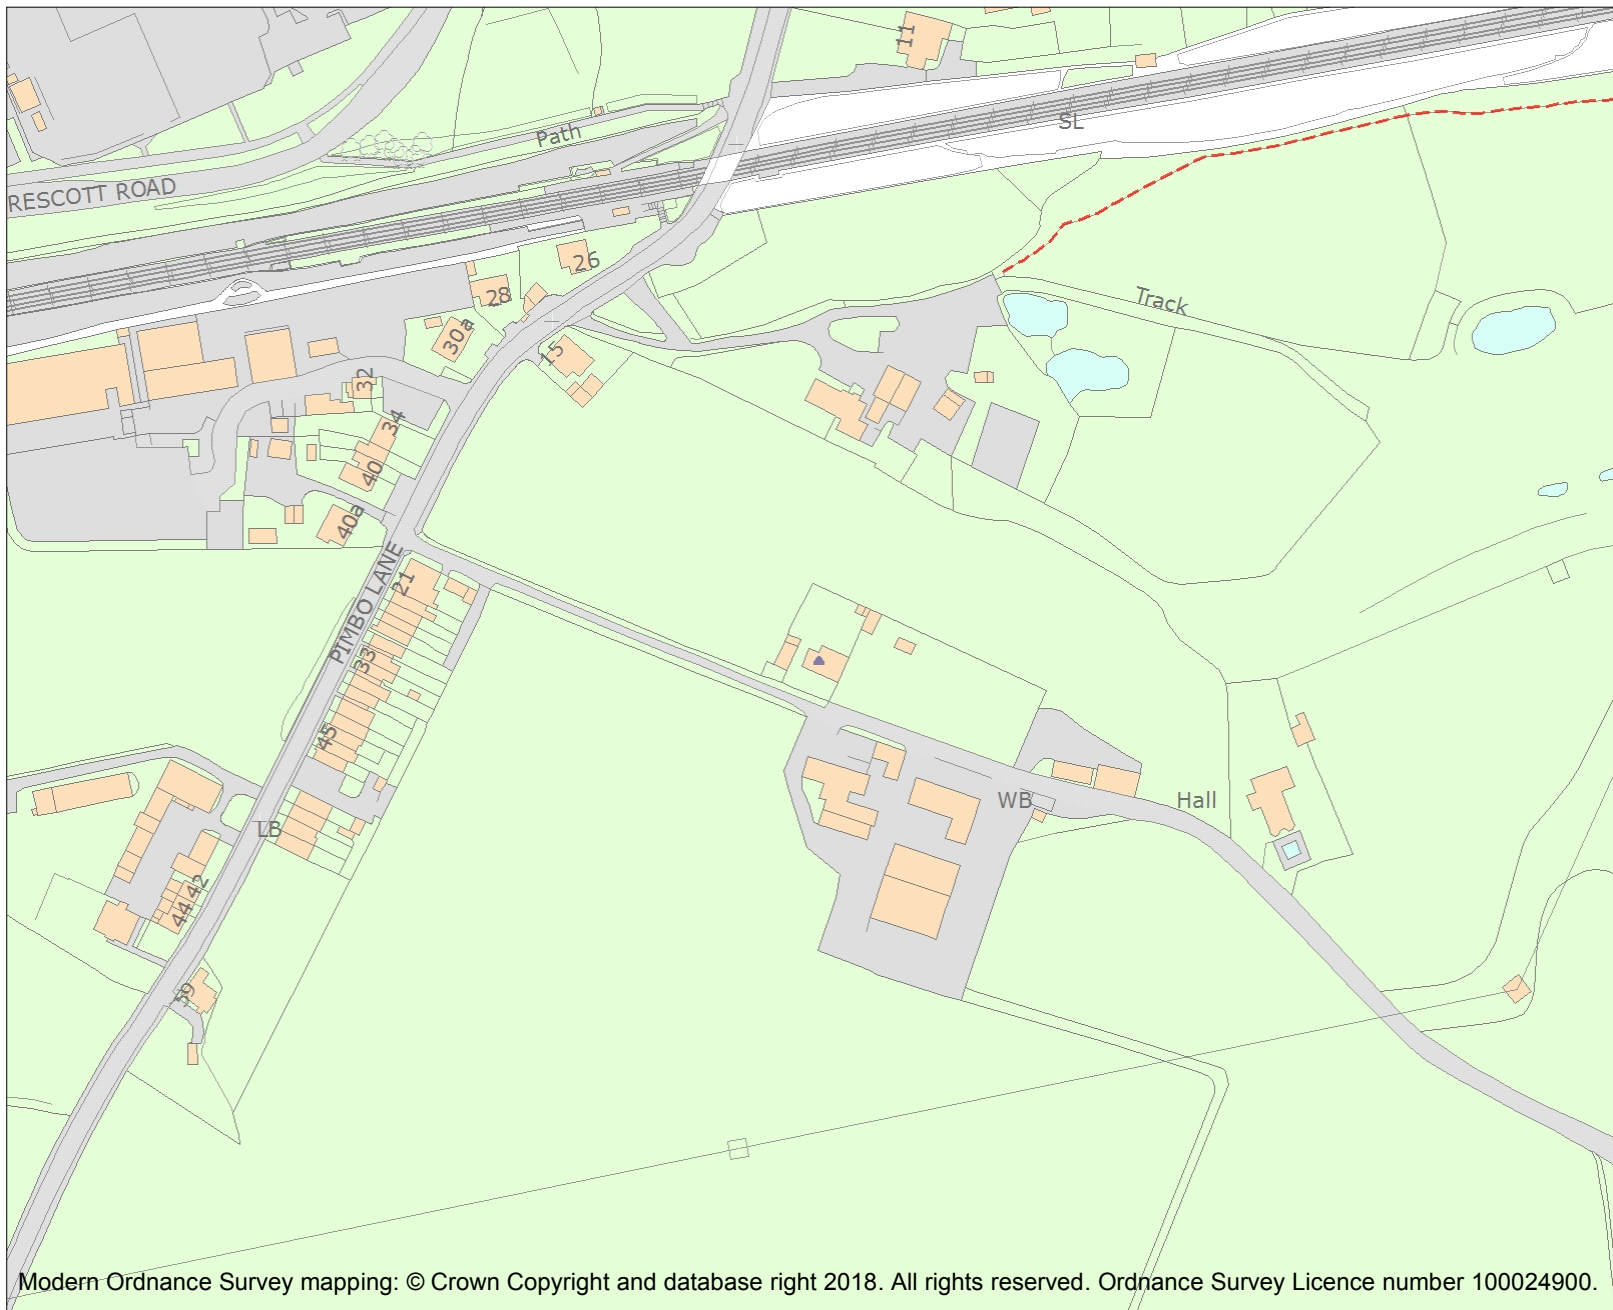 11
SL
Path
RESCOTT ROAD
26
28
Track
30a
15
32
34
40
40a
PIMBO LANE
21
33
45
WB
Hall
LB
42
44
59
Modern Ordnance Survey mapping: © Crown Copyright and database right 2018. All rights reserved. Ordnance Survey Licence number 100024900.